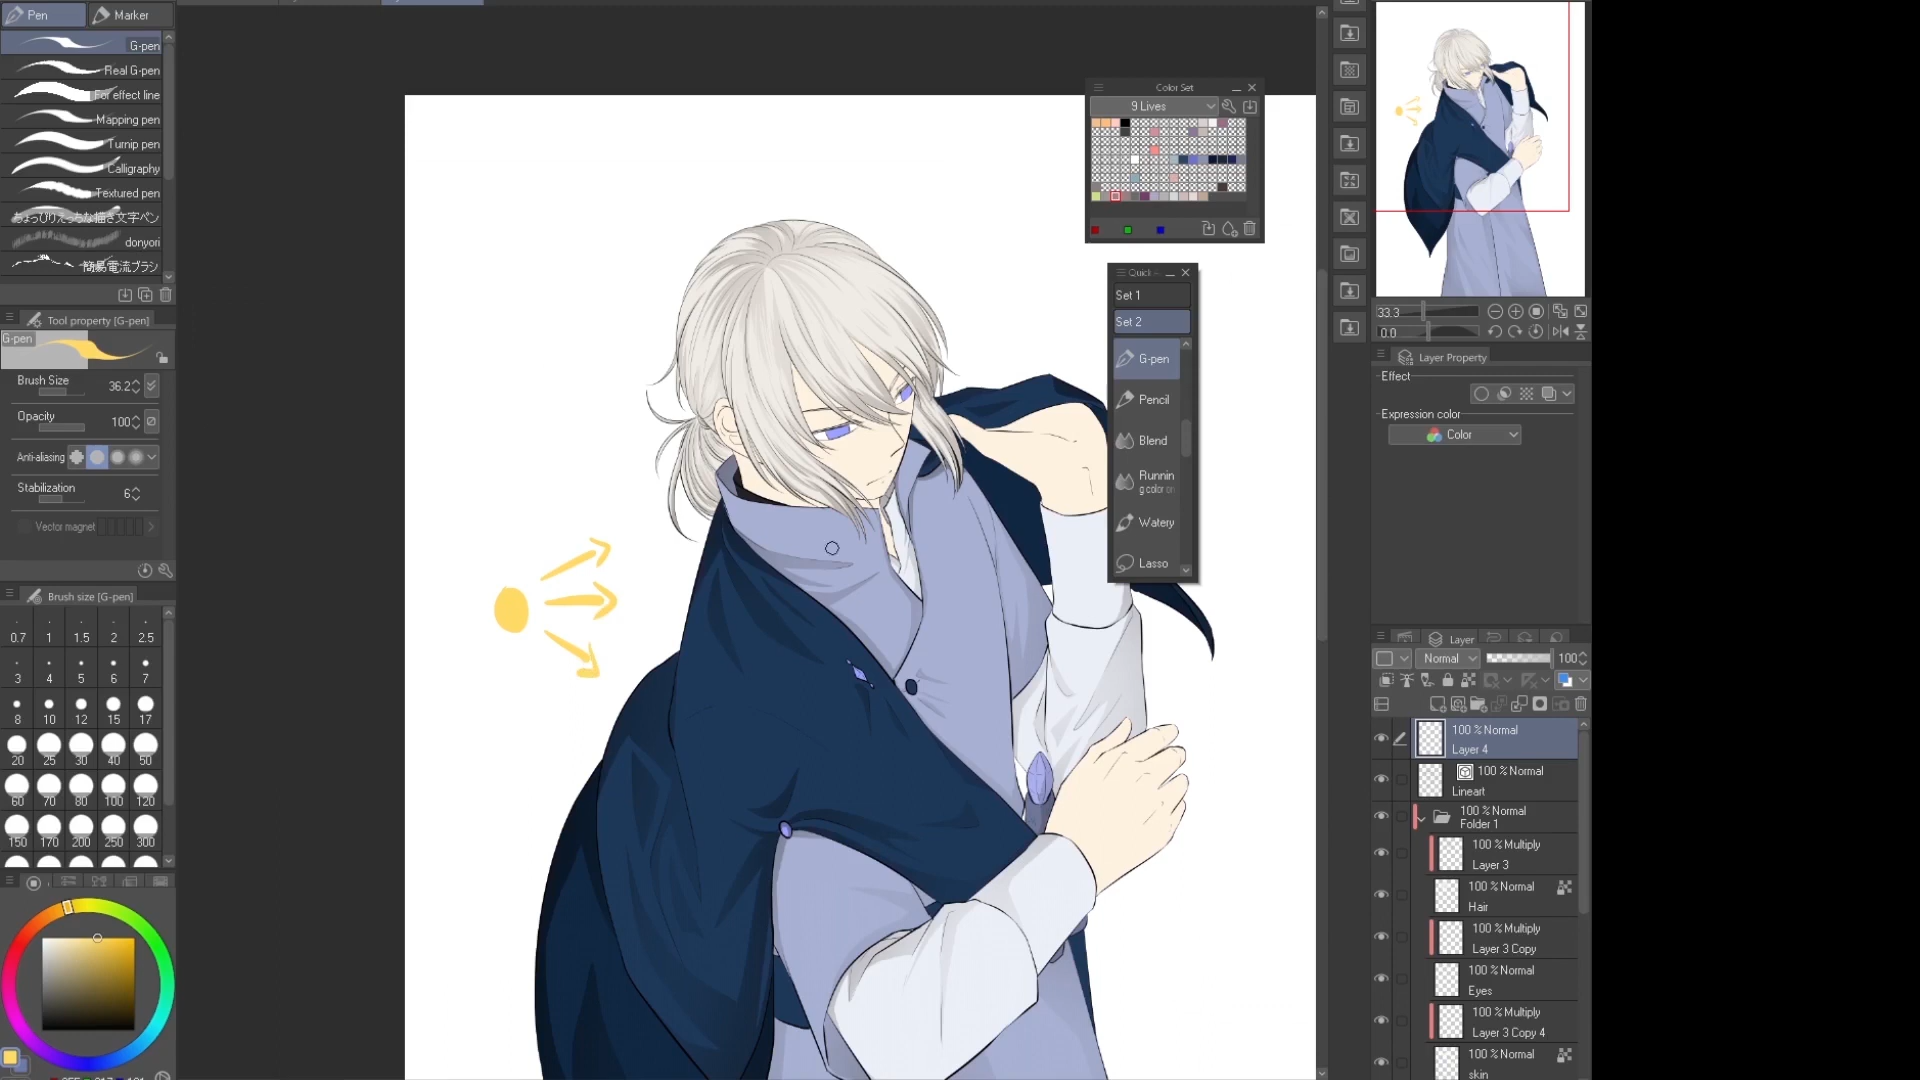 Pen
Marker
G-pen
Real G-pen
For effect line
Mapping pen
Turnip pen
Calligraphy
Textured pen
ちょっぴりえっちな描き文字ペン
donyori
簡易電流ブラシ
Tool property [G-pen]
G-pen
Brush Size 36.2
Opacity 100
Anti-aliasing
Stabilization 6
Vector magnet
Brush size [G-pen]
0.7 1 1.5 2 2.5
3 4 5 6 7
8 10 12 15 17
20 25 30 40 50
60 70 80 100 120
150 170 200 250 300
Color Set
9 Lives
Quick
Set 1
Set 2
G-pen
Pencil
Blend
Runnin
g color on
Watery
Lasso
33.3
0.0
Layer Property
Effect
Expression color
Color
Layer
Normal 100
100 % Normal
Layer 4
100 % Normal
Lineart
100 % Normal
Folder 1
100 % Multiply
Layer 3
100 % Normal
Hair
100 % Multiply
Layer 3 Copy
100 % Normal
Eyes
100 % Multiply
Layer 3 Copy 4
100 % Normal
skin